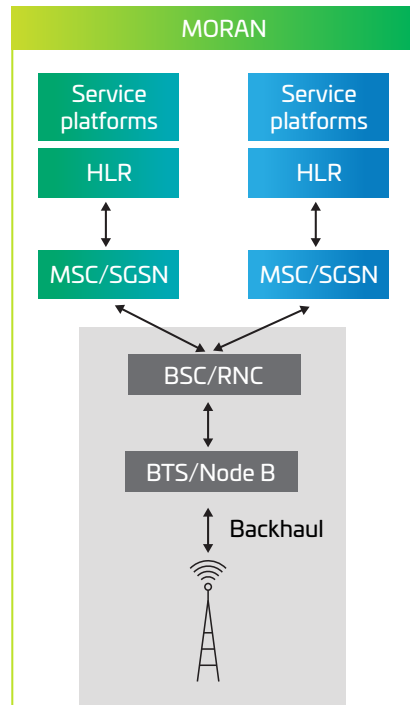 MORAN
Service
platforms
Service
platforms
HLR
HLR
MSC/SGSN
MSC/SGSN
BSC/RNC
BTS/Node B
Backhaul